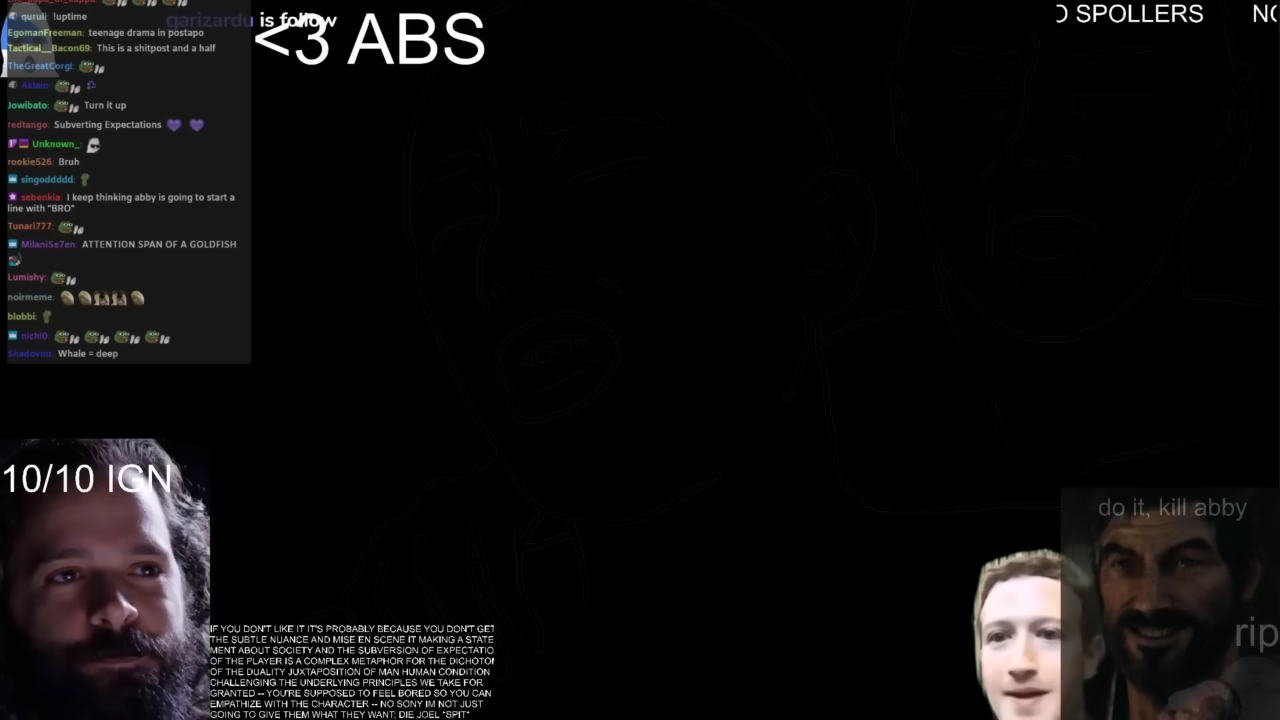 garizardu is follow
<3 ABS
O SPOLLERS NO
qurui: !uptime
EgomanFreeman: teenage drama in postapo
Tactical__Bacon69: This is a shitpost and a half
TheGreatCorgi:
Aklain:
Jowibato: Turn it up
redtango: Subverting Expectations
Unknown_:
rookie526: Bruh
singoddddd:
sebenkia: I keep thinking abby is going to start a
line with "BRO"
Tunari777:
MilaniSe7en: ATTENTION SPAN OF A GOLDFISH
Lumishy:
noirmeme:
blobbi:
nichl0:
Shadovnn: Whale = deep
10/10 IGN
do it, kill abby
rip
IF YOU DON'T LIKE IT IT'S PROBABLY BECAUSE YOU DON'T GET
THE SUBTLE NUANCE AND MISE EN SCENE IT MAKING A STATE
MENT ABOUT SOCIETY AND THE SUBVERSION OF EXPECTATIO
OF THE PLAYER IS A COMPLEX METAPHOR FOR THE DICHOTO
OF THE DUALITY JUXTAPOSITION OF MAN HUMAN CONDITION
CHALLENGING THE UNDERLYING PRINCIPLES WE TAKE FOR
GRANTED -- YOU'RE SUPPOSED TO FEEL BORED SO YOU CAN
EMPATHIZE WITH THE CHARACTER -- NO SONY IM NOT JUST
GOING TO GIVE THEM WHAT THEY WANT; DIE JOEL *SPIT*